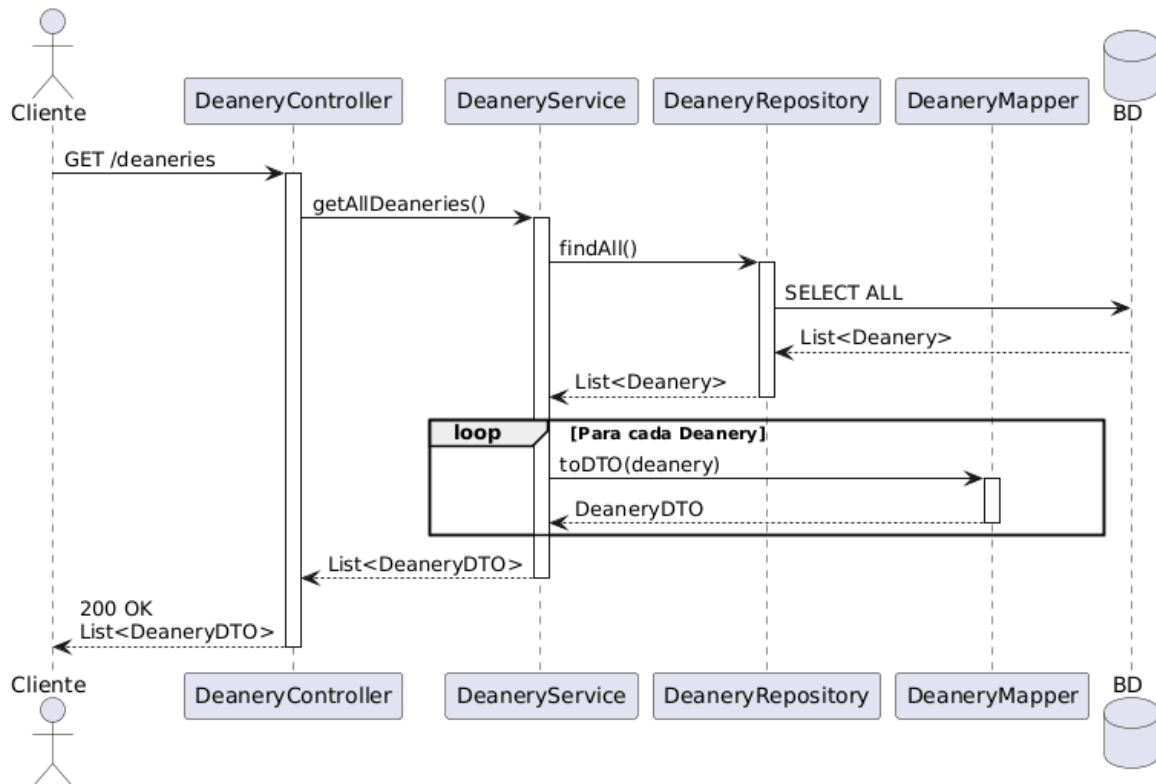 Cliente
DeaneryController
DeaneryService
DeaneryRepository
DeaneryMapper
BD
GET /deaneries
getAllDeaneries()
findAll()
SELECT ALL
List<Deanery>
List<Deanery>
loop
[Para cada Deanery]
toDTO(deanery)
DeaneryDTO
List<DeaneryDTO>
200 OK
List<DeaneryDTO>
Cliente
DeaneryController
DeaneryService
DeaneryRepository
DeaneryMapper
BD